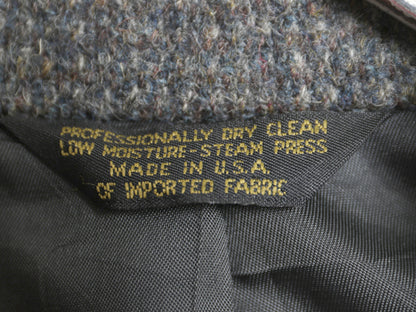 PROFESSIONALLY DRY CLEAN
LOW MOISTURE-STEAM PRESS
MADE IN U.S.A.
OF IMPORTED FABRIC